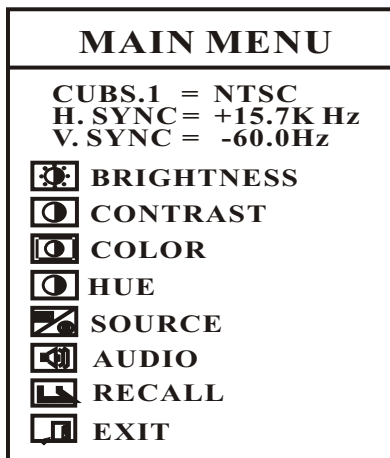 MAIN MENU
CUBS.1 = NTSC
H. SYNC= +15.7K Hz
V. SYNC = -60.0Hz
BRIGHTNESS
CONTRAST
COLOR
HUE
SOURCE
AUDIO
RECALL
EXIT